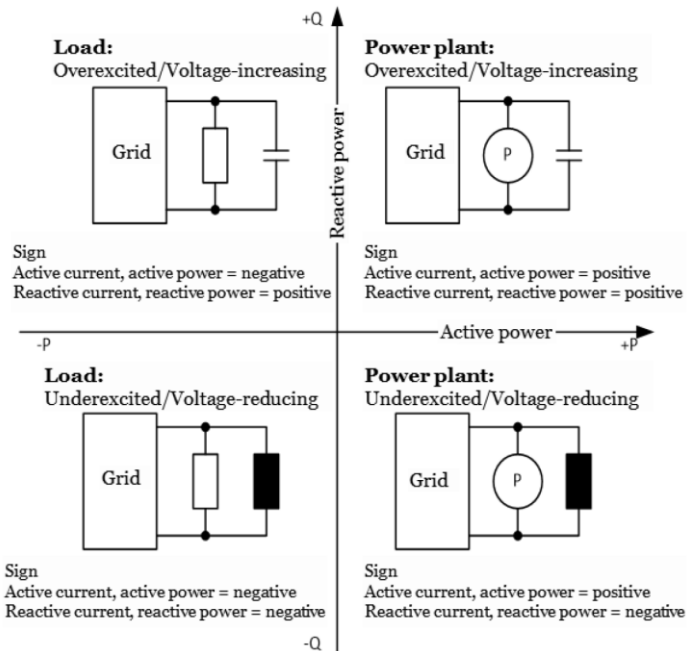 +Q
Load:
Overexcited/Voltage-increasing
Grid
Sign
Active current, active power = negative
Reactive current, reactive power = positive
Reactive power
Power plant:
Overexcited/Voltage-increasing
Grid
P
Sign
Active current, active power = positive
Reactive current, reactive power = positive
-P
Active power
+P
Load:
Underexcited/Voltage-reducing
Grid
Sign
Active current, active power = negative
Reactive current, reactive power = negative
Power plant:
Underexcited/Voltage-reducing
Grid
P
Sign
Active current, active power = positive
Reactive current, reactive power = negative
-Q